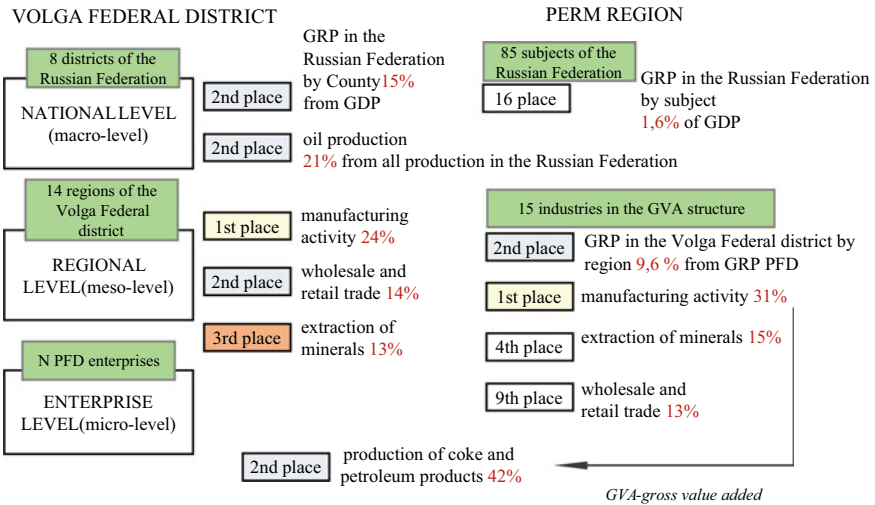 VOLGA FEDERAL DISTRICT
PERM REGION
8 districts of the
Russian Federation
NATIONAL LEVEL
(macro-level)
2nd place
GRP in the
Russian Federation
by County15%
from GDP
2nd place
oil production
21% from all production in the Russian Federation
85 subjects of the
Russian Federation
16 place
GRP in the Russian Federation
by subject
1,6% of GDP
14 regions of the
Volga Federal
district
REGIONAL
LEVEL(meso-level)
1st place
manufacturing
activity 24%
2nd place
wholesale and
retail trade 14%
3rd place
extraction of
minerals 13%
15 industries in the GVA structure
2nd place
GRP in the Volga Federal district by
region 9,6 % from GRP PFD
1st place
manufacturing activity 31%
4th place
extraction of minerals 15%
9th place
wholesale and
retail trade 13%
N PFD enterprises
ENTERPRISE
LEVEL(micro-level)
2nd place
production of coke and
petroleum products 42%
GVA-gross value added